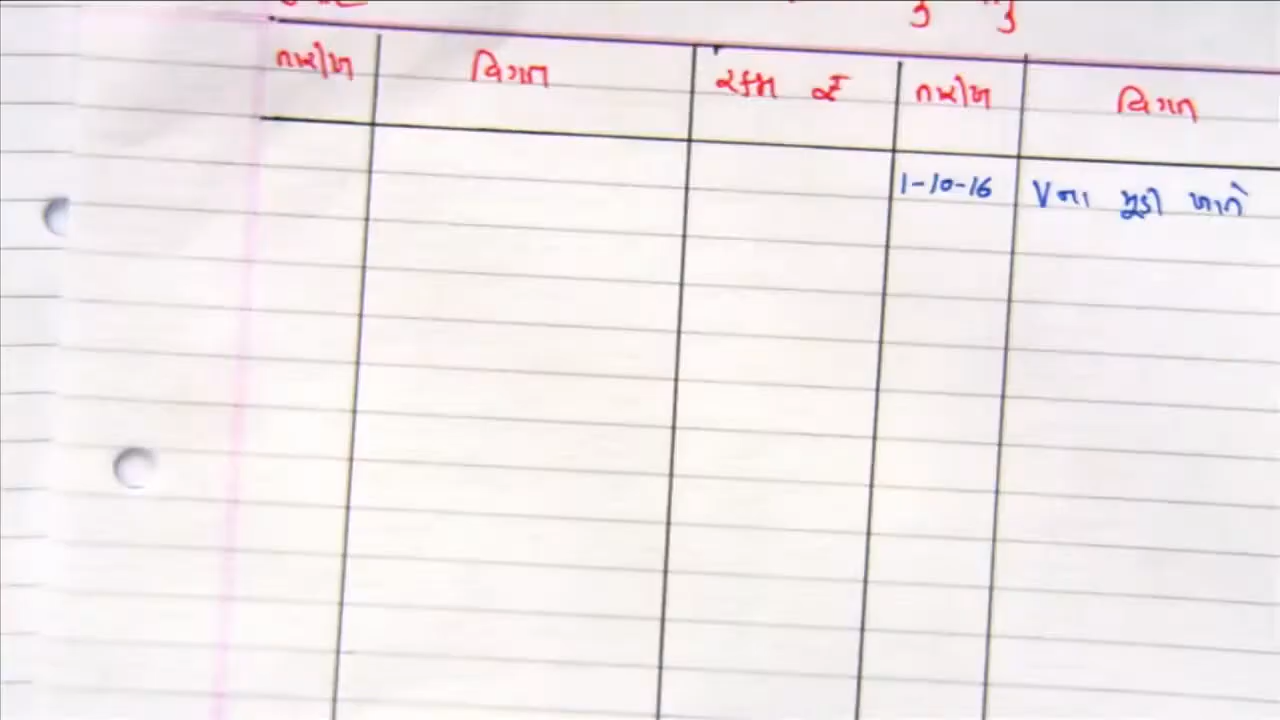 તારીખ વિગત રકમ રૂ તારીખ વિગત
1-10-16 Vના મૂડી ખાતે